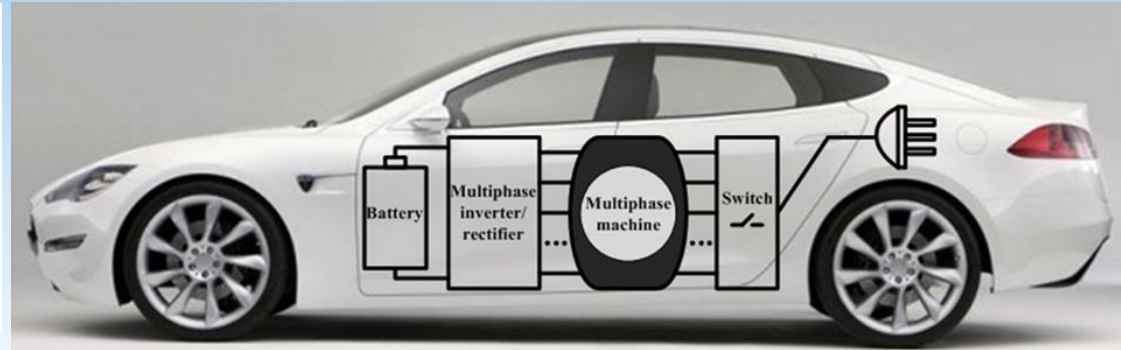 Battery
Multiphase
inverter/
rectifier
...
Multiphase
machine
...
Switch